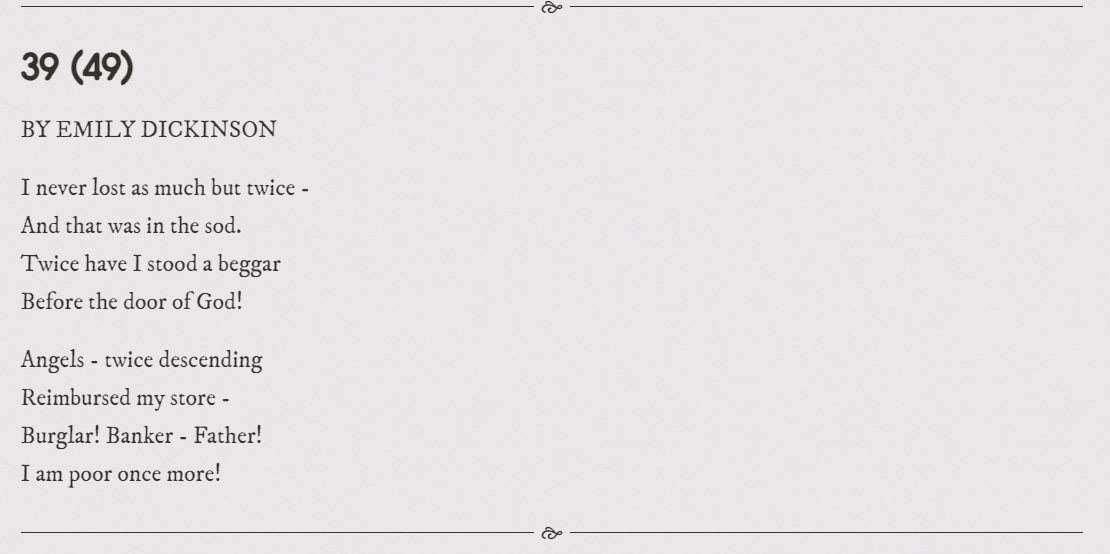 39 (49)
BY EMILY DICKINSON
I never lost as much but twice -
And that was in the sod.
Twice have I stood a beggar
Before the door of God!
Angels - twice descending
Reimbursed my store -
Burglar! Banker - Father!
I am poor once more!